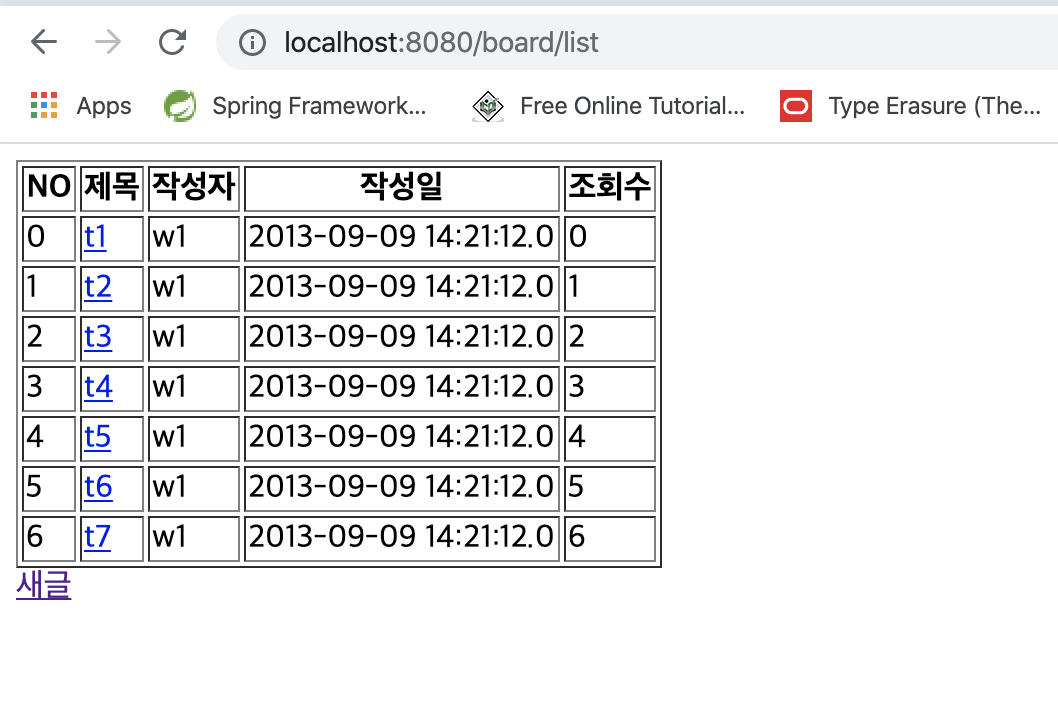 localhost:8080/board/list
Apps Spring Framework... Free Online Tutorial... Type Erasure (The...
NO 제목 작성자 작성일 조회수
0 t1 w1 2013-09-09 14:21:12.0 0
1 t2 w1 2013-09-09 14:21:12.0 1
2 t3 w1 2013-09-09 14:21:12.0 2
3 t4 w1 2013-09-09 14:21:12.0 3
4 t5 w1 2013-09-09 14:21:12.0 4
5 t6 w1 2013-09-09 14:21:12.0 5
6 t7 w1 2013-09-09 14:21:12.0 6
새글